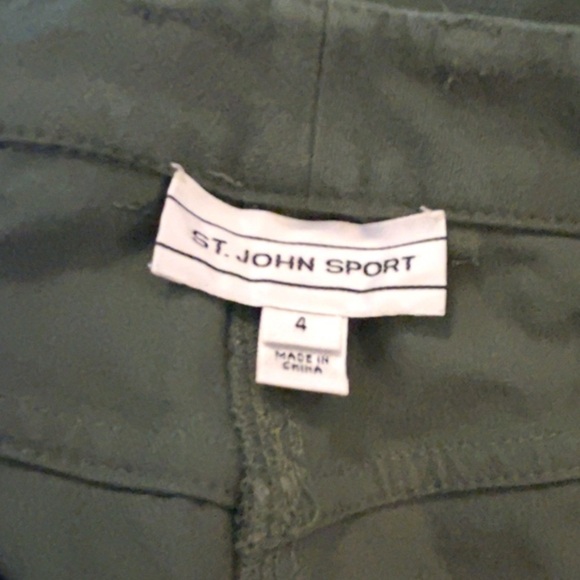 ST. JOHN SPORT
4
MADE IN
CHINA